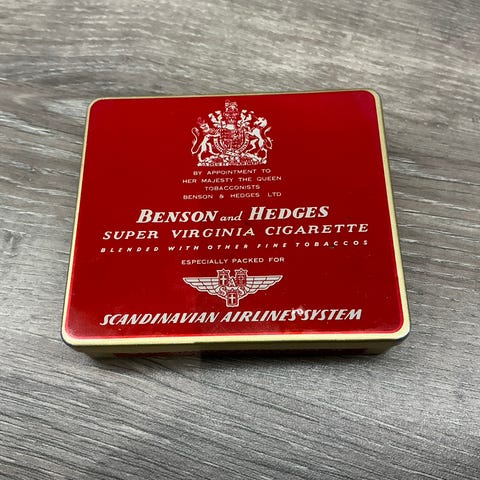 BY APPOINTMENT TO
HER MAJESTY THE QUEEN
TOBACCONISTS
BENSON & HEDGES LTD
BENSON and HEDGES
SUPER VIRGINIA CIGARETTE
BLENDED WITH OTHER FINE TOBACCOS
ESPECIALLY PACKED FOR
SAS
SCANDINAVIAN AIRLINES SYSTEM